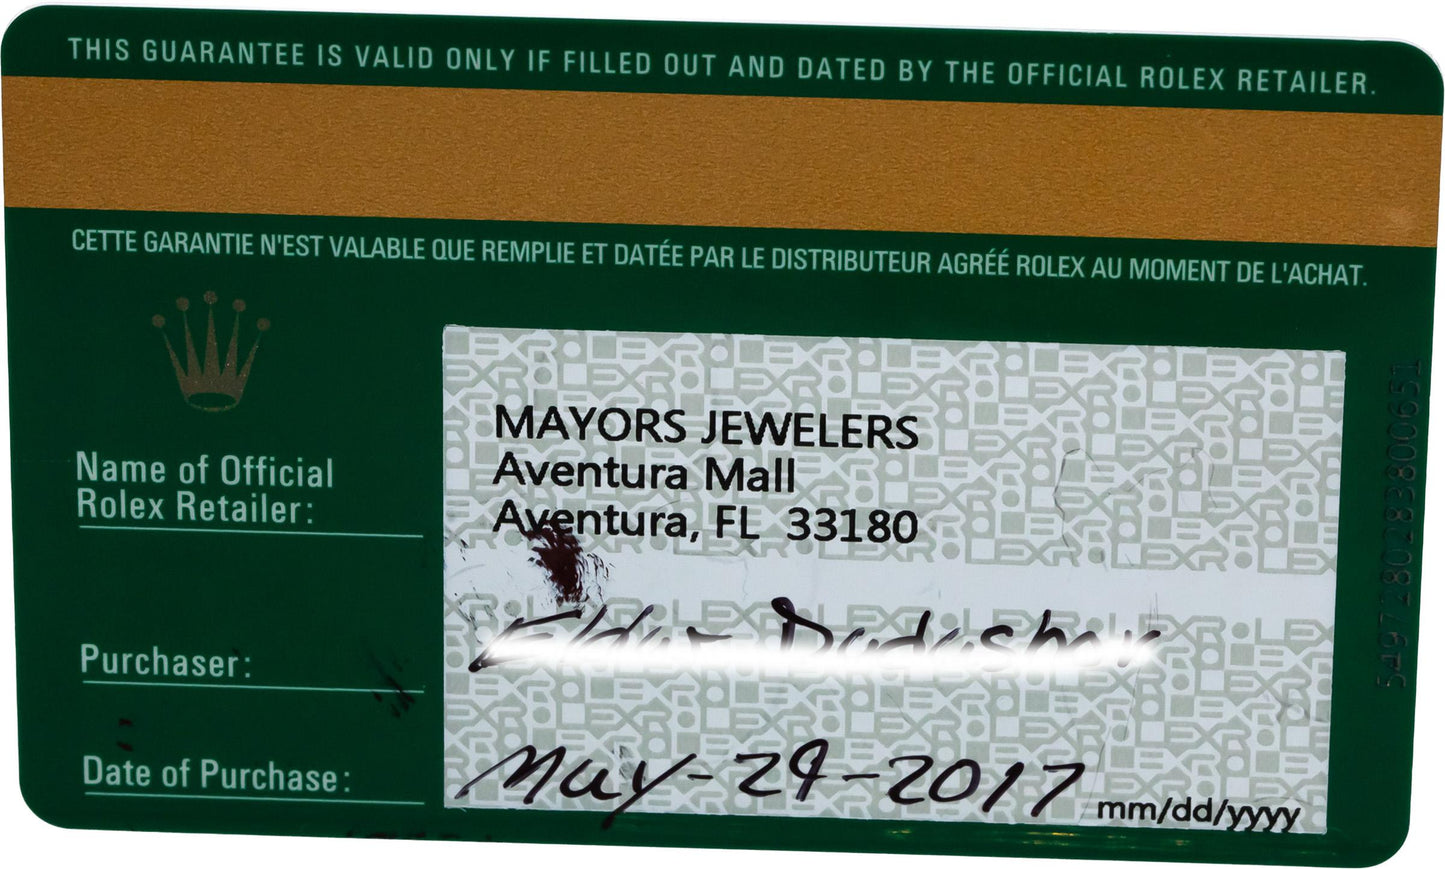 THIS GUARANTEE IS VALID ONLY IF FILLED OUT AND DATED BY THE OFFICIAL ROLEX RETAILER.
CETTE GARANTIE N'EST VALABLE QUE REMPLIE ET DATÉE PAR LE DISTRIBUTEUR AGRÉÉ ROLEX AU MOMENT DE L'ACHAT.
Name of Official
Rolex Retailer:
MAYORS JEWELERS
Aventura Mall
Aventura, FL 33180
Purchaser:
Date of Purchase:
May-29-2017
mm/dd/yyyy
5497280283800651